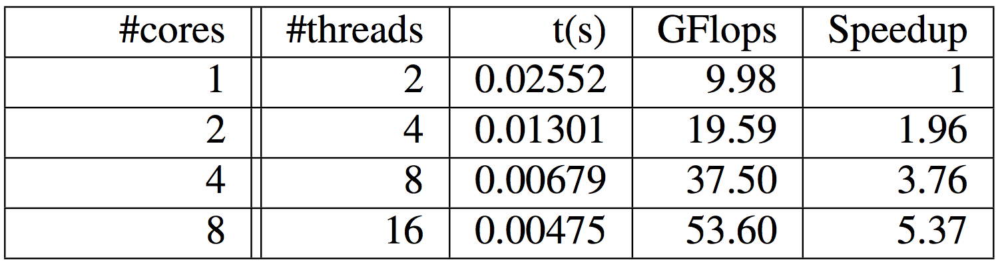 #cores #threads t(s) GFlops Speedup
1 2 0.02552 9.98 1
2 4 0.01301 19.59 1.96
4 8 0.00679 37.50 3.76
8 16 0.00475 53.60 5.37